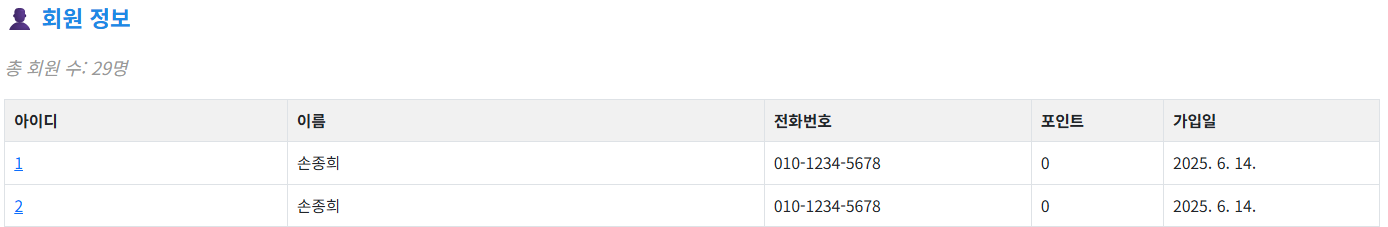 회원 정보
총 회원 수: 29명
아이디 이름 전화번호 포인트 가입일
1 손종희 010-1234-5678 0 2025. 6. 14.
2 손종희 010-1234-5678 0 2025. 6. 14.